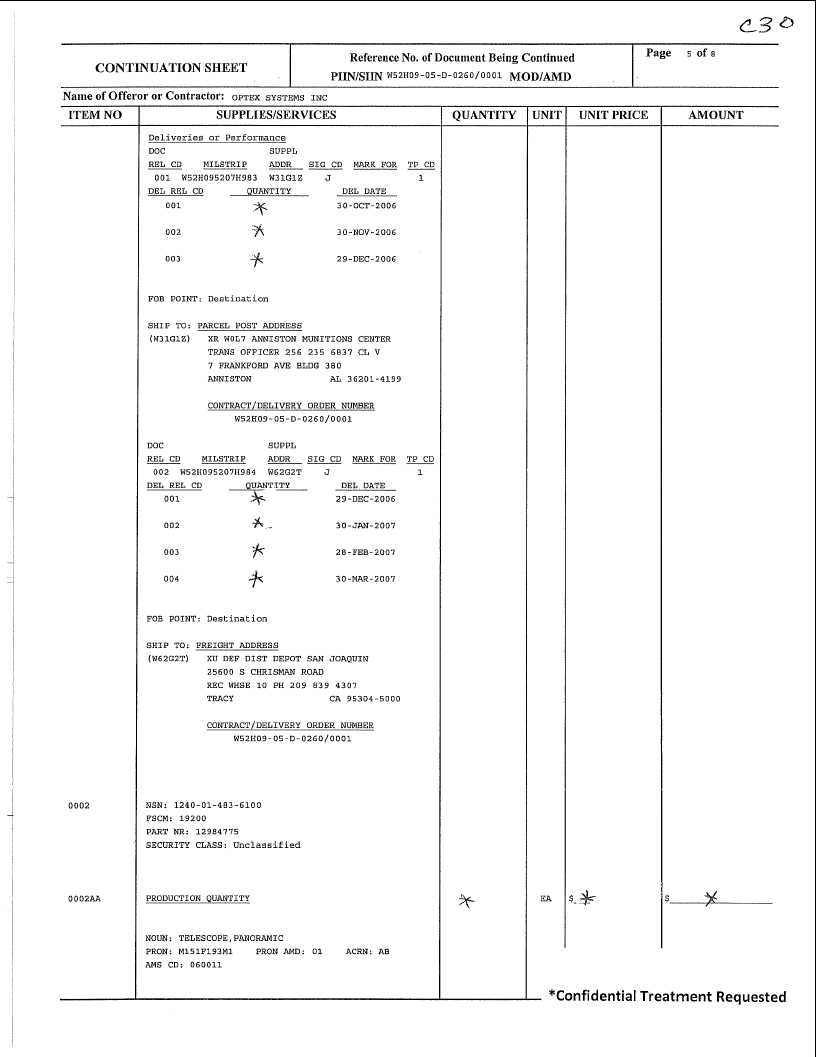 C30
CONTINUATION SHEET
Reference No. of Document Being Continued
PIIN/SIIN W52H09-05-D-0260/0001 MOD/AMD
Page 5 of 8
Name of Offeror or Contractor: OPTEX SYSTEMS INC
ITEM NO SUPPLIES/SERVICES QUANTITY UNIT UNIT PRICE AMOUNT
Deliveries or Performance
DOC SUPPL
REL CD MILSTRIP ADDR SIG CD MARK FOR TP CD
001 W52H095207H983 W31G1Z J 1
DEL REL CD QUANTITY DEL DATE
001 * 30-OCT-2006
002 * 30-NOV-2006
003 * 29-DEC-2006
FOB POINT: Destination
SHIP TO: PARCEL POST ADDRESS
(W31G1Z) XR W0L7 ANNISTON MUNITIONS CENTER
TRANS OFFICER 256 235 6837 CL V
7 FRANKFORD AVE BLDG 380
ANNISTON AL 36201-4199
CONTRACT/DELIVERY ORDER NUMBER
W52H09-05-D-0260/0001
DOC SUPPL
REL CD MILSTRIP ADDR SIG CD MARK FOR TP CD
002 W52H095207H984 W62G2T J 1
DEL REL CD QUANTITY DEL DATE
001 * 29-DEC-2006
002 * 30-JAN-2007
003 * 28-FEB-2007
004 * 30-MAR-2007
FOB POINT: Destination
SHIP TO: FREIGHT ADDRESS
(W62G2T) XU DEF DIST DEPOT SAN JOAQUIN
25600 S CHRISMAN ROAD
REC WHSE 10 PH 209 839 4307
TRACY CA 95304-5000
CONTRACT/DELIVERY ORDER NUMBER
W52H09-05-D-0260/0001
0002 NSN: 1240-01-483-6100
FSCM: 19200
PART NR: 12984775
SECURITY CLASS: Unclassified
0002AA PRODUCTION QUANTITY * EA $ * $ *
NOUN: TELESCOPE,PANORAMIC
PRON: M151F193M1 PRON AMD: 01 ACRN: AB
AMS CD: 060011
*Confidential Treatment Requested